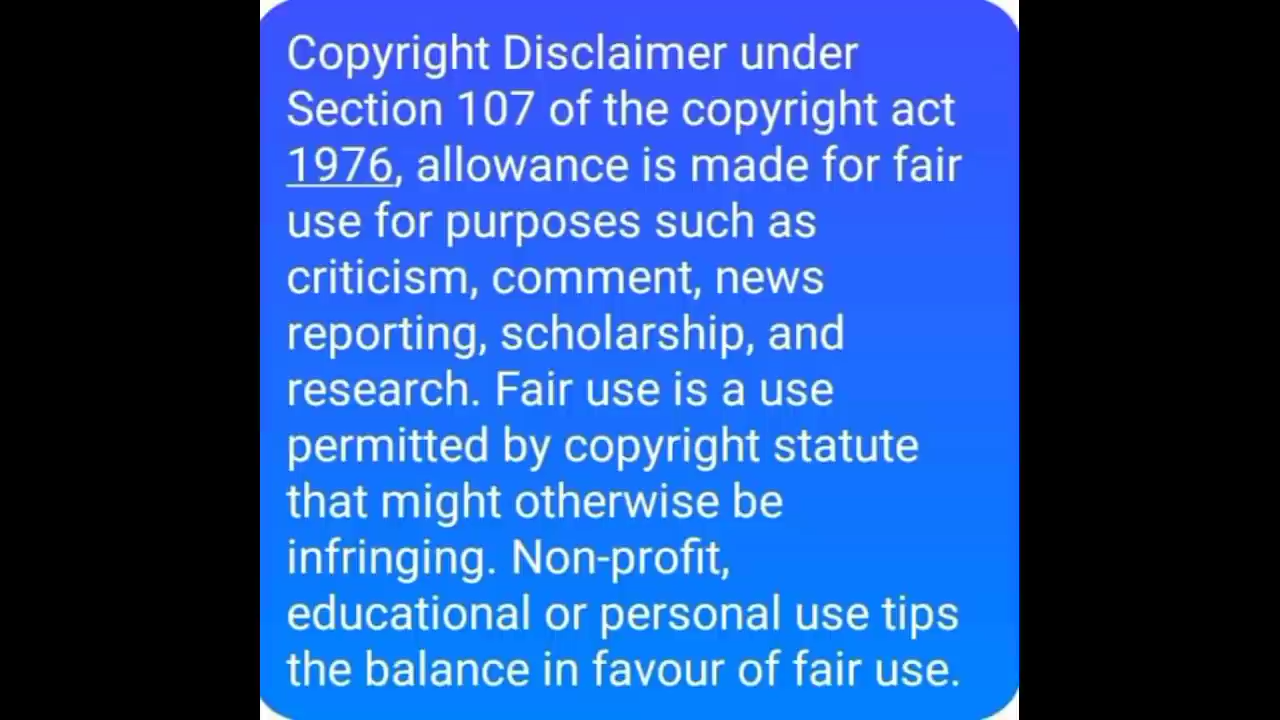 Copyright Disclaimer under
Section 107 of the copyright act
1976, allowance is made for fair
use for purposes such as
criticism, comment, news
reporting, scholarship, and
research. Fair use is a use
permitted by copyright statute
that might otherwise be
infringing. Non-profit,
educational or personal use tips
the balance in favour of fair use.